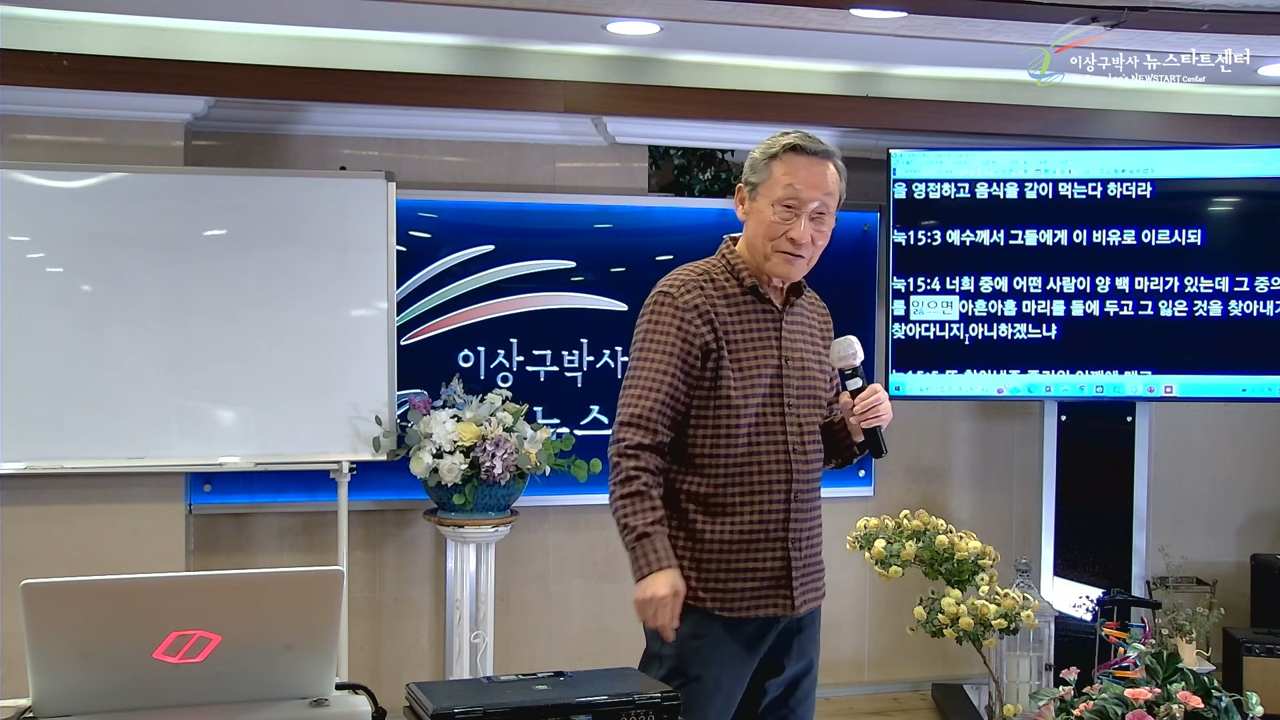 이상구박사 뉴스타트센터
NEWSTART Center
을 영접하고 음식을 같이 먹는다 하더라
눅15:3 예수께서 그들에게 이 비유로 이르시되
눅15:4 너희 중에 어떤 사람이 양 백 마리가 있는데 그 중의
를 잃으면 아흔아홉 마리를 들에 두고 그 잃은 것을 찾아내기
찾아다니지 아니하겠느냐
이상구박사
뉴스